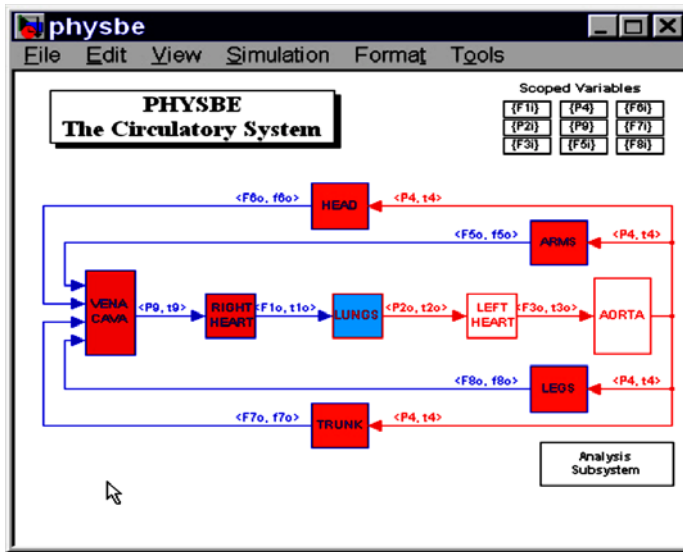 physbe
File Edit View Simulation Format Tools
PHYSBE
The Circulatory System
Scoped Variables
{F1i} {P4} {F6i}
{P2i} {P9} {F7i}
{F3i} {F5i} {F8i}
<F6o, f6o> HEAD <P4, t4>
<F5o, f5o> ARMS <P4, t4>
VENA
CAVA
<P9, t9>
RIGHT
HEART
<F1o, t1o>
LUNGS
<P2o, t2o>
LEFT
HEART
<F3o, t3o>
AORTA
<F8o, f8o> LEGS <P4, t4>
<F7o, f7o> TRUNK <P4, t4>
Analysis
Subsystem